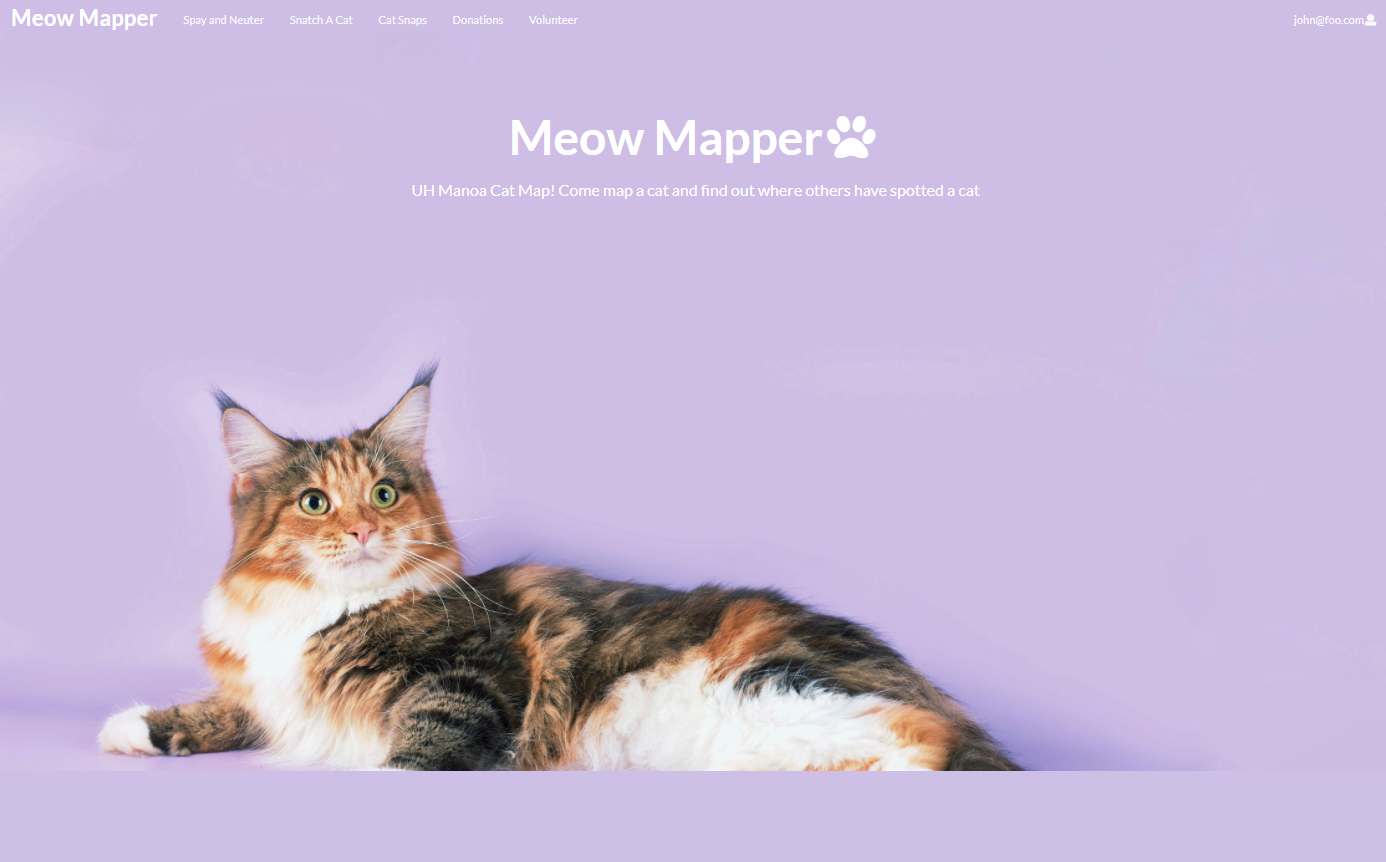 Meow Mapper
Spay and Neuter
Snatch A Cat
Cat Snaps
Donations
Volunteer
john@foo.com
Meow Mapper
UH Manoa Cat Map! Come map a cat and find out where others have spotted a cat